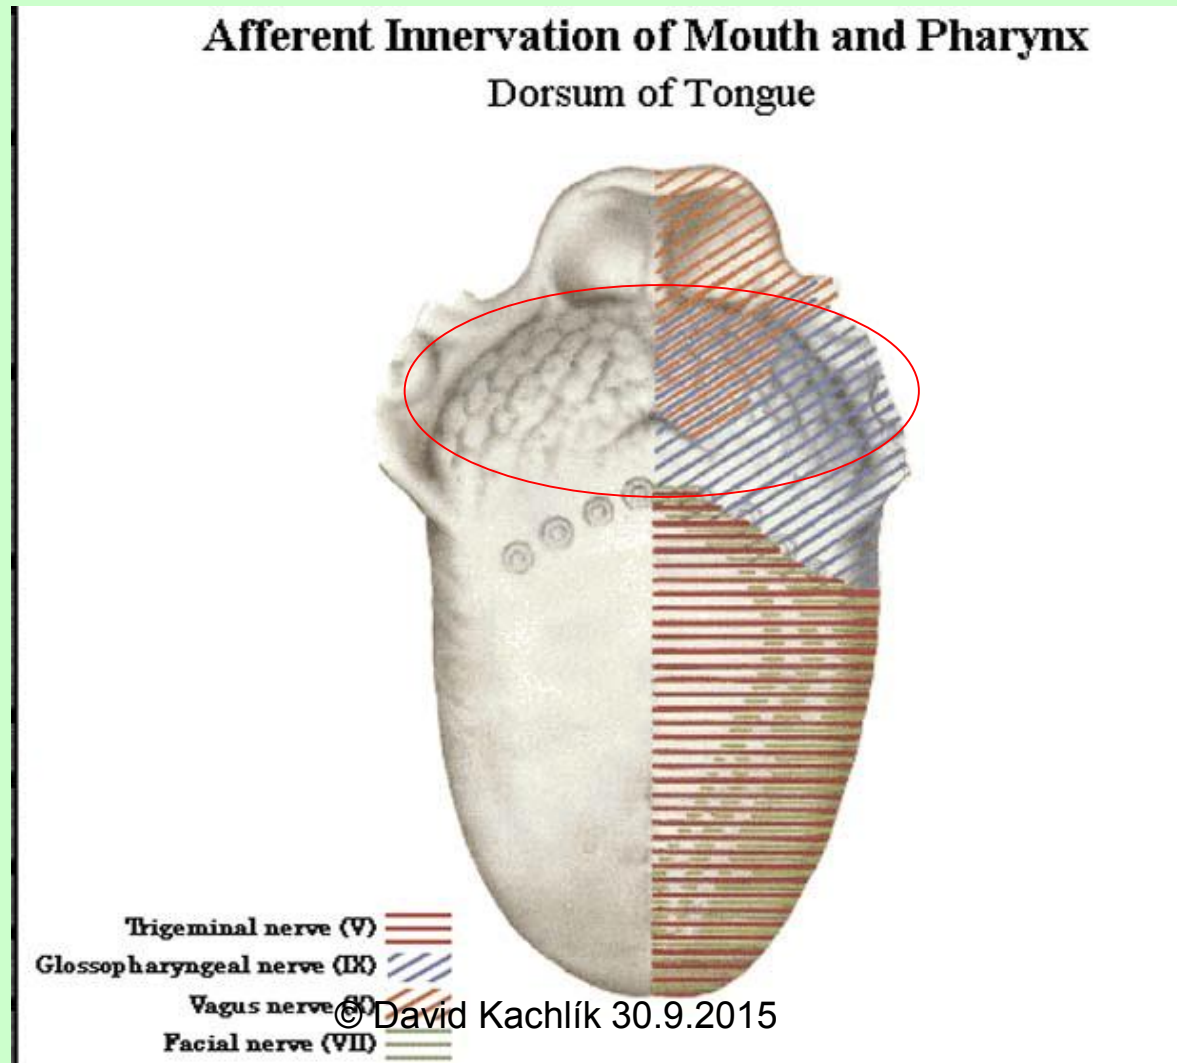 Afferent Innervation of Mouth and Pharynx
Dorsum of Tongue
Trigeminal nerve (V)
Glossopharyngeal nerve (IX)
Vagus nerve (X)
© David Kachlík 30.9.2015
Facial nerve (VII)